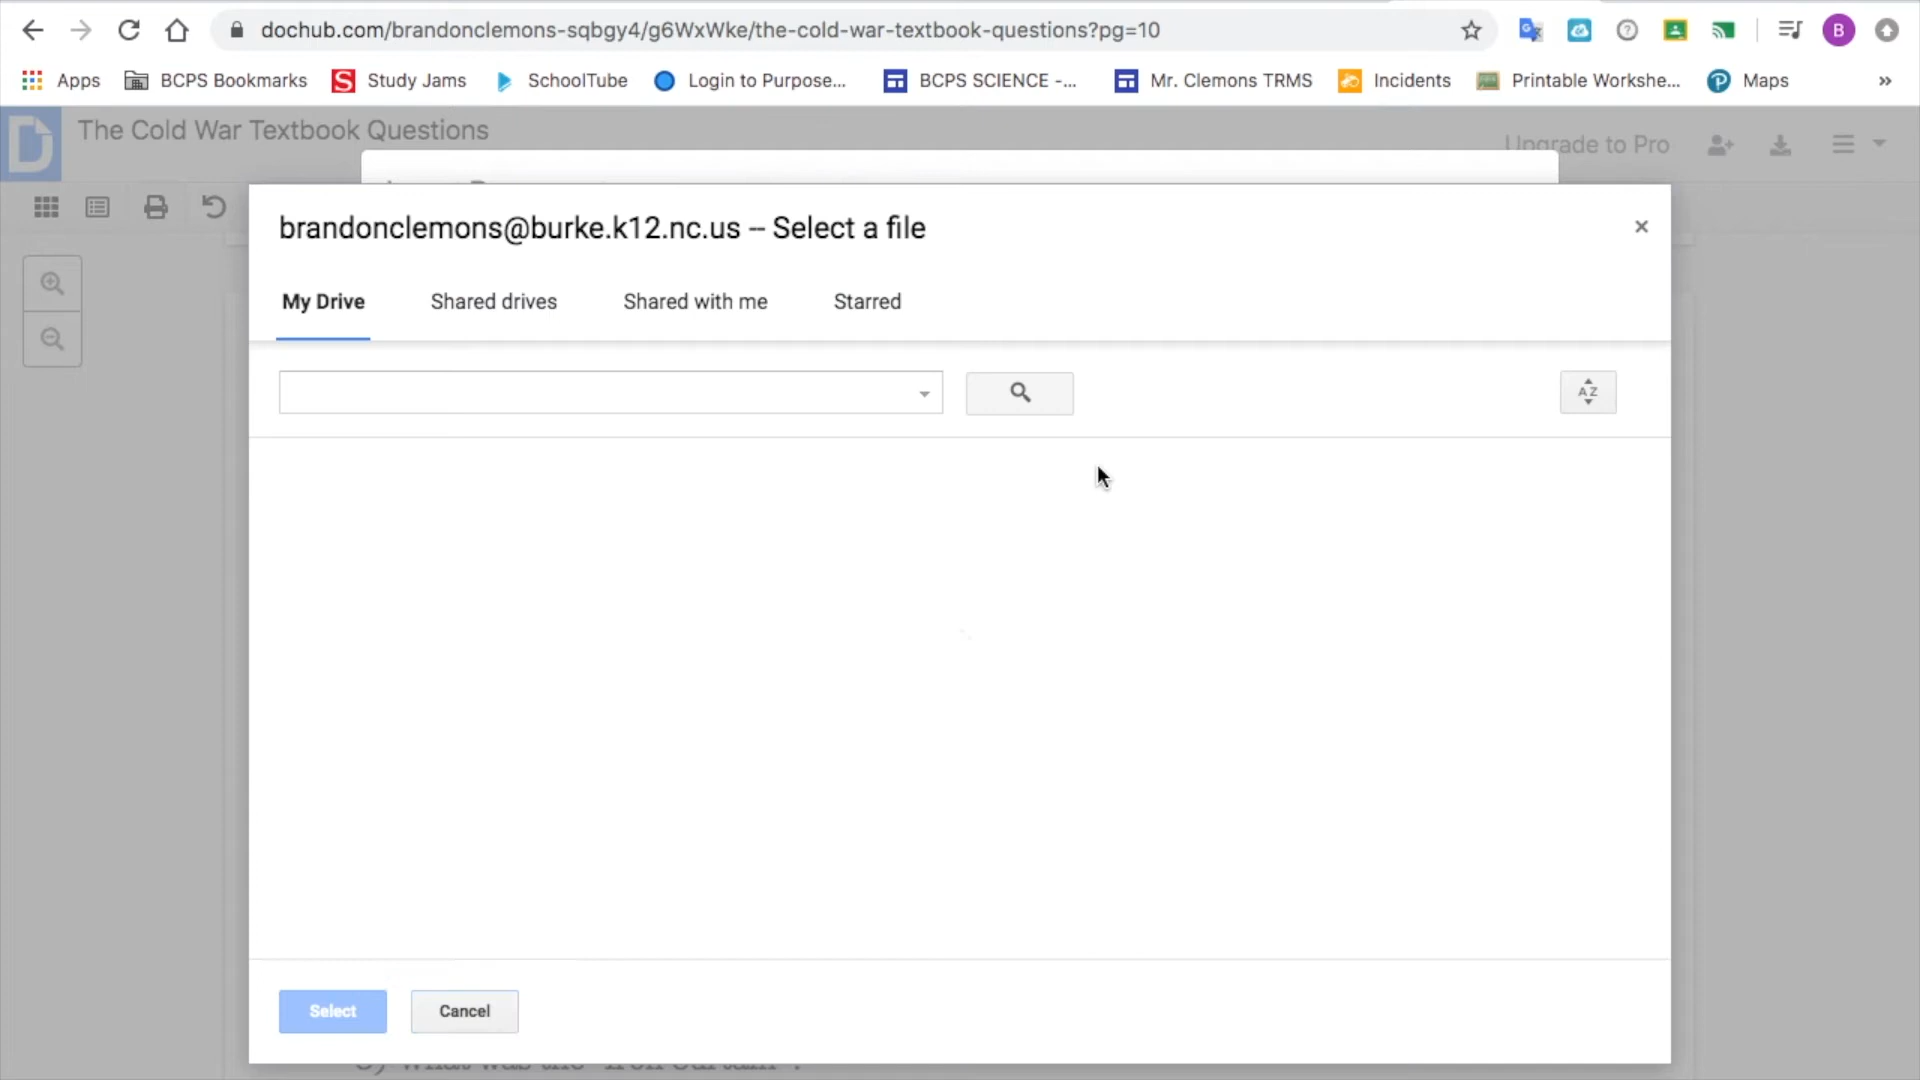 dochub.com/brandonclemons-sqbgy4/g6WxWke/the-cold-war-textbook-questions?pg=10
B
Apps BCPS Bookmarks S Study Jams SchoolTube Login to Purpose... BCPS SCIENCE -... Mr. Clemons TRMS Incidents Printable Workshe... Maps »
The Cold War Textbook Questions
Upgrade to Pro
brandonclemons@burke.k12.nc.us – Select a file
My Drive Shared drives Shared with me Starred
AZ
Select Cancel